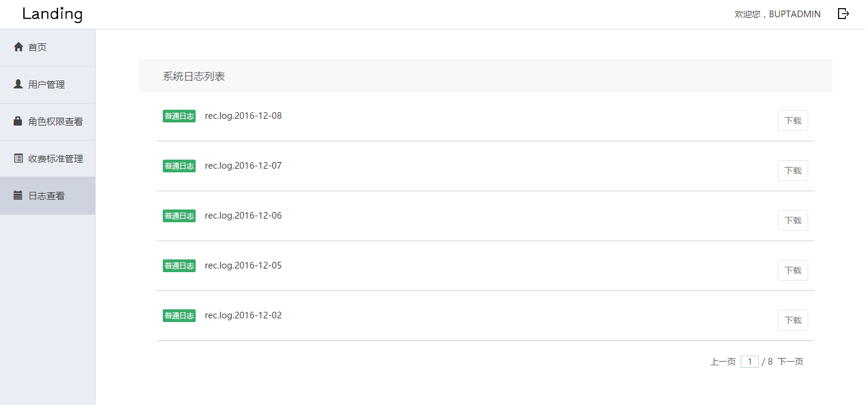 Landing
欢迎您，BUPTADMIN
首页
用户管理
角色权限查看
收费标准管理
日志查看
系统日志列表
普通日志 rec.log.2016-12-08 下载
普通日志 rec.log.2016-12-07 下载
普通日志 rec.log.2016-12-06 下载
普通日志 rec.log.2016-12-05 下载
普通日志 rec.log.2016-12-02 下载
上一页 1 / 8 下一页